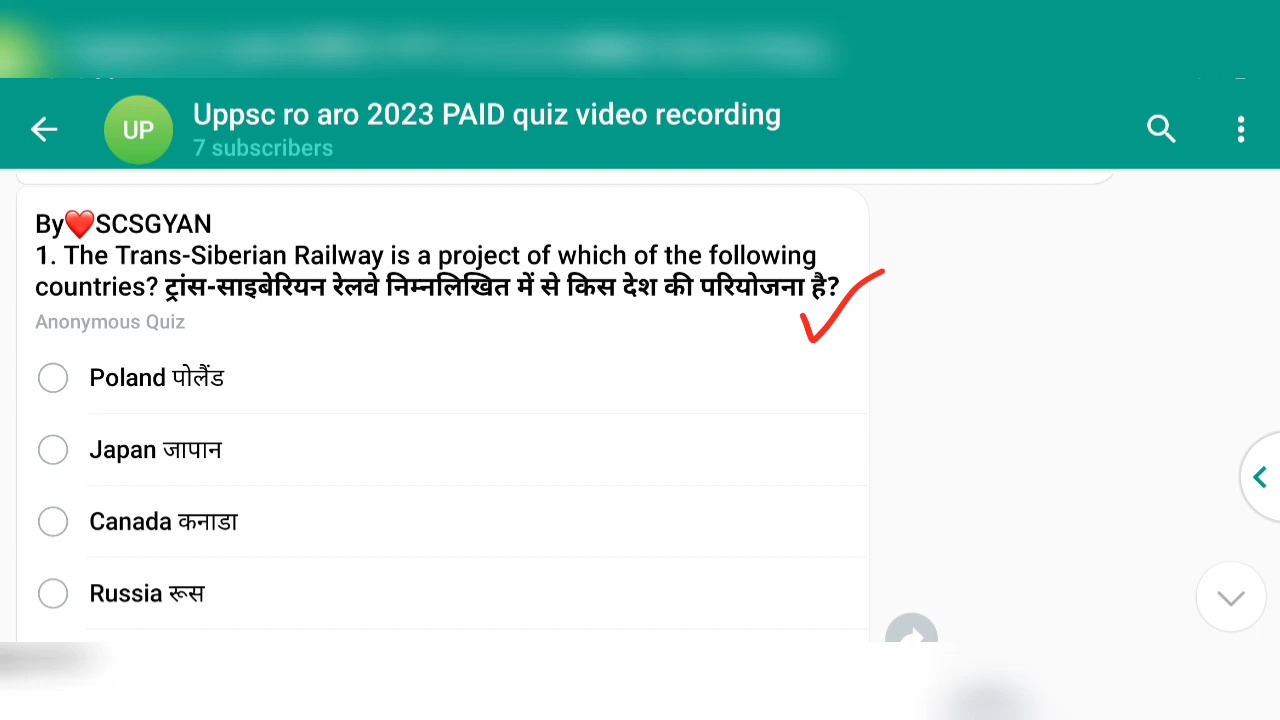 UP
Uppsc ro aro 2023 PAID quiz video recording
7 subscribers
By❤️SCSGYAN
1. The Trans-Siberian Railway is a project of which of the following
countries? ट्रांस-साइबेरियन रेलवे निम्नलिखित में से किस देश की परियोजना है?
Anonymous Quiz
Poland पोलैंड
Japan जापान
Canada कनाडा
Russia रूस